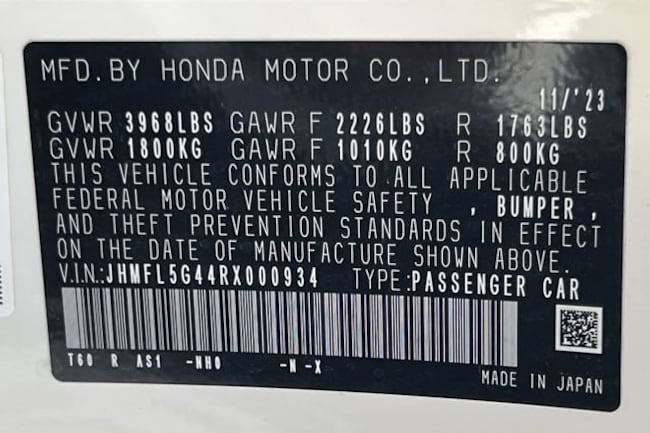 MFD. BY HONDA MOTOR CO.,LTD.
11/'23
GVWR 3968LBS GAWR F 2226LBS R 1763LBS
GVWR 1800KG GAWR F 1010KG R 800KG
THIS VEHICLE CONFORMS TO ALL APPLICABLE
FEDERAL MOTOR VEHICLE SAFETY , BUMPER ,
AND THEFT PREVENTION STANDARDS IN EFFECT
ON THE DATE OF MANUFACTURE SHOWN ABOVE.
V.I.N.:JHMFL5G44RX000934 TYPE:PASSENGER CAR
T60 R AS1 -NH0 -N -X
MADE IN JAPAN